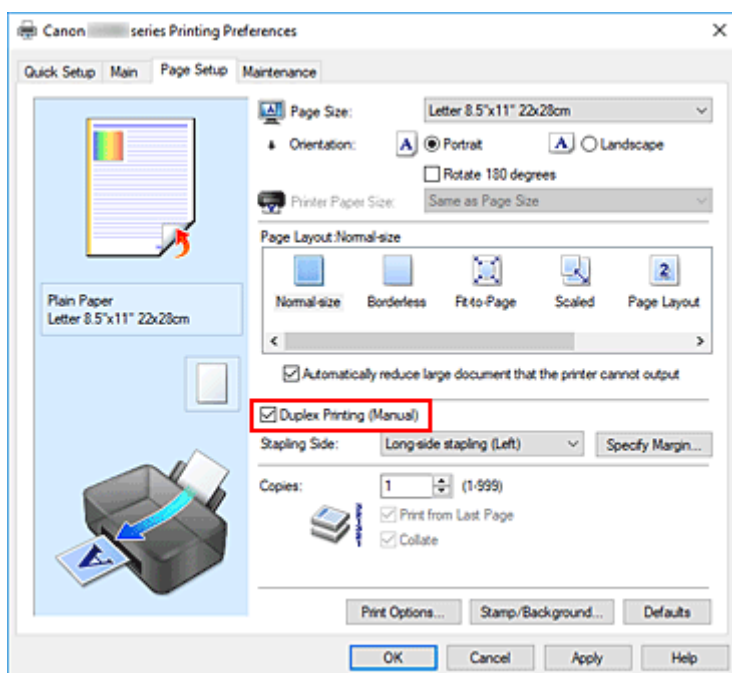 Canon series Printing Preferences
Quick Setup Main Page Setup Maintenance
Page Size: Letter 8.5"x11" 22x28cm
Orientation: A Portrait A Landscape
Rotate 180 degrees
Printer Paper Size: Same as Page Size
Page Layout:Normal-size
2
Normal-size Borderless Fit-to-Page Scaled Page Layout
Plain Paper
Letter 8.5"x11" 22x28cm
Automatically reduce large document that the printer cannot output
Duplex Printing (Manual)
Stapling Side: Long-side stapling (Left) Specify Margin...
Copies: 1 (1-999)
Print from Last Page
Collate
A
Print Options... Stamp/Background... Defaults
OK Cancel Apply Help